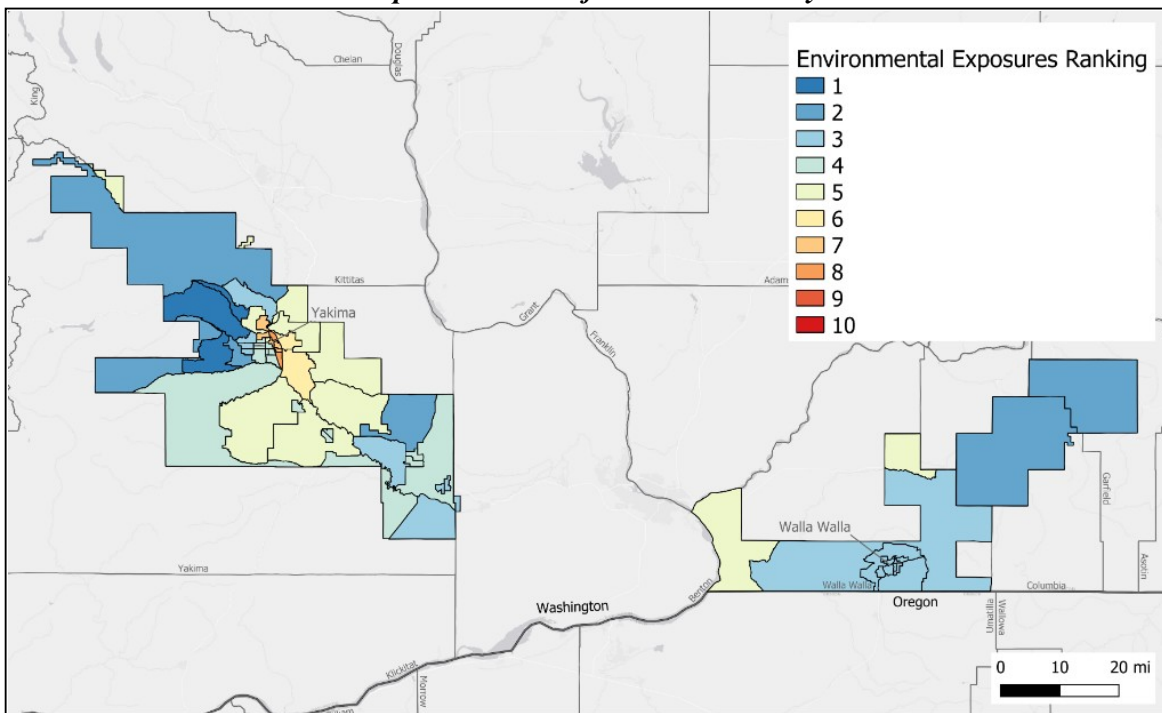 Environmental Exposures Ranking
1
2
3
4
5
6
7
8
9
10
King
Chelan
Douglas
Kittitas
Yakima
Grant
Adam
Franklin
Garfield
Asotin
Walla Walla
Yakima
Benton
Walla Walla
Columbia
Washington
Oregon
Umatilla
Wallowa
Klickitat
Morrow
0 10 20 mi